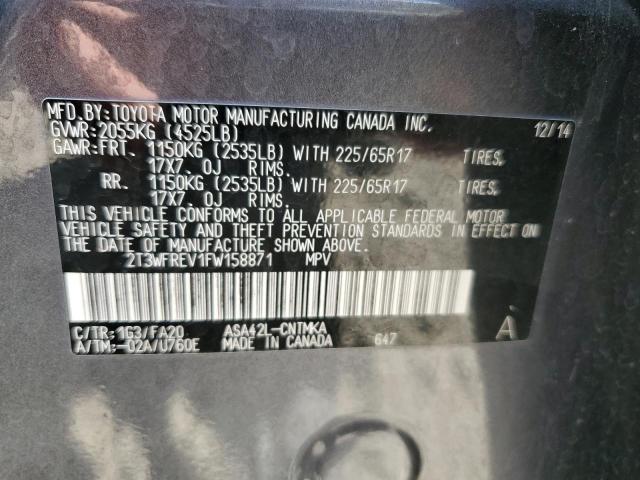 MFD.BY:TOYOTA MOTOR MANUFACTURING CANADA INC. 12/14
GVWR:2055KG (4525LB)
GAWR:FRT. 1150KG (2535LB) WITH 225/65R17 TIRES,
17X7.0J RIMS.
RR. 1150KG (2535LB) WITH 225/65R17 TIRES,
17X7.0J RIMS.
THIS VEHICLE CONFORMS TO ALL APPLICABLE FEDERAL MOTOR
VEHICLE SAFETY AND THEFT PREVENTION STANDARDS IN EFFECT ON
THE DATE OF MANUFACTURE SHOWN ABOVE.
2T3WFREV1FW158871 MPV
C/TR:1G3/FA20 ASA42L-CNTMKA
A/TM:-02A/U760E MADE IN CANADA 647 A